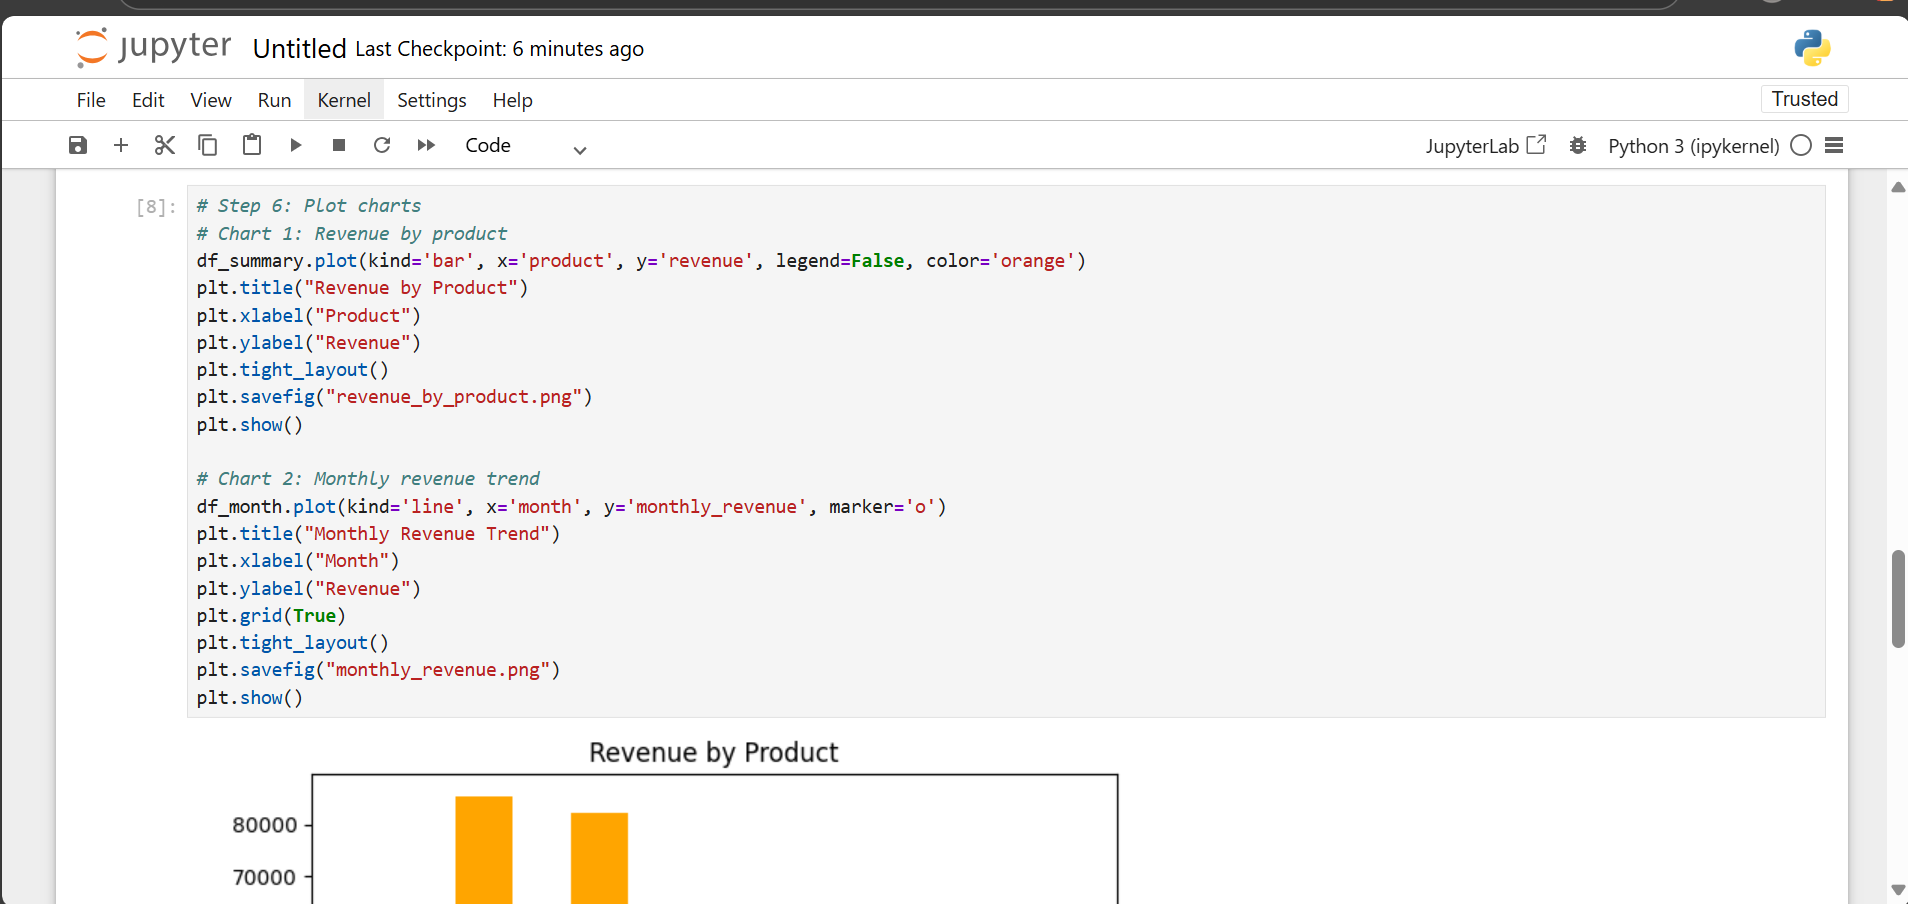 jupyter Untitled Last Checkpoint: 6 minutes ago
File Edit View Run Kernel Settings Help
Trusted
Code
JupyterLab Python 3 (ipykernel)
[8]:
# Step 6: Plot charts
# Chart 1: Revenue by product
df_summary.plot(kind='bar', x='product', y='revenue', legend=False, color='orange')
plt.title("Revenue by Product")
plt.xlabel("Product")
plt.ylabel("Revenue")
plt.tight_layout()
plt.savefig("revenue_by_product.png")
plt.show()
# Chart 2: Monthly revenue trend
df_month.plot(kind='line', x='month', y='monthly_revenue', marker='o')
plt.title("Monthly Revenue Trend")
plt.xlabel("Month")
plt.ylabel("Revenue")
plt.grid(True)
plt.tight_layout()
plt.savefig("monthly_revenue.png")
plt.show()
Revenue by Product
80000
70000